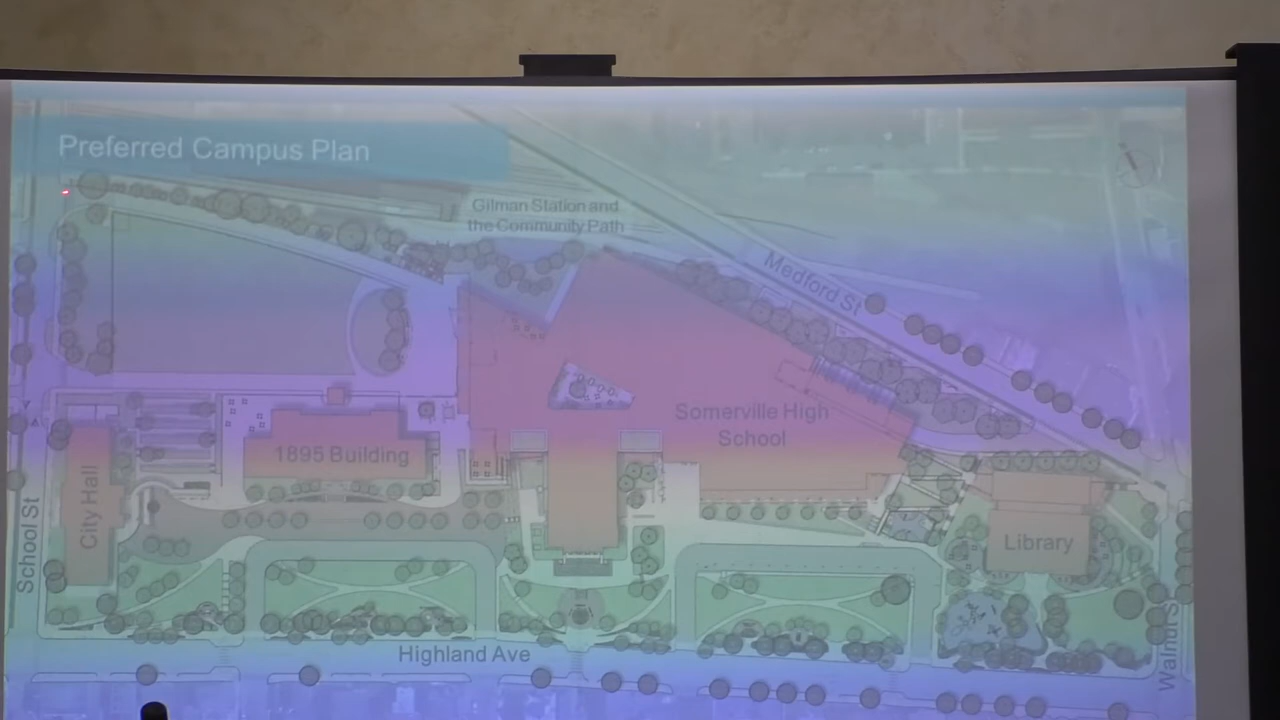 Preferred Campus Plan
Gilman Station and
the Community Path
Medford St
Somerville High
School
1895 Building
City Hall
School St
Library
Highland Ave
Walnut St